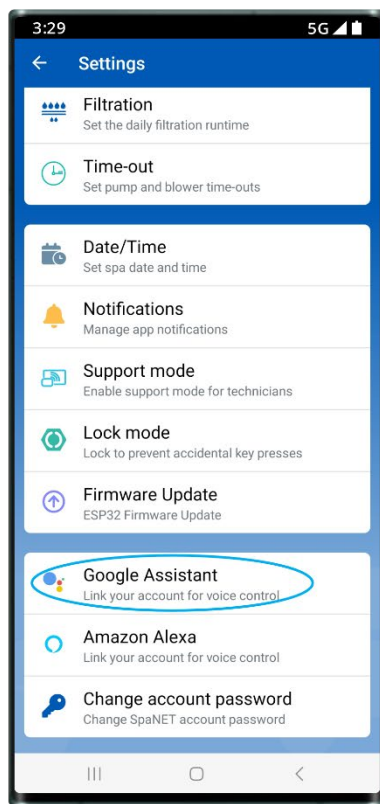 3:29
5G
Settings
Filtration
Set the daily filtration runtime
Time-out
Set pump and blower time-outs
Date/Time
Set spa date and time
Notifications
Manage app notifications
Support mode
Enable support mode for technicians
Lock mode
Lock to prevent accidental key presses
Firmware Update
ESP32 Firmware Update
Google Assistant
Link your account for voice control
Amazon Alexa
Link your account for voice control
Change account password
Change SpaNET account password